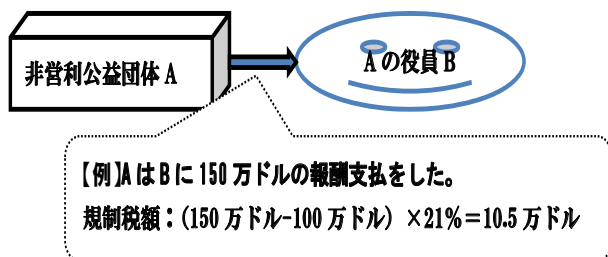 非営利公益団体 A
A の役員 B
【例】A は B に 150 万ドルの報酬支払をした。
規制税額：(150 万ドル-100 万ドル) ×21%＝10.5 万ドル